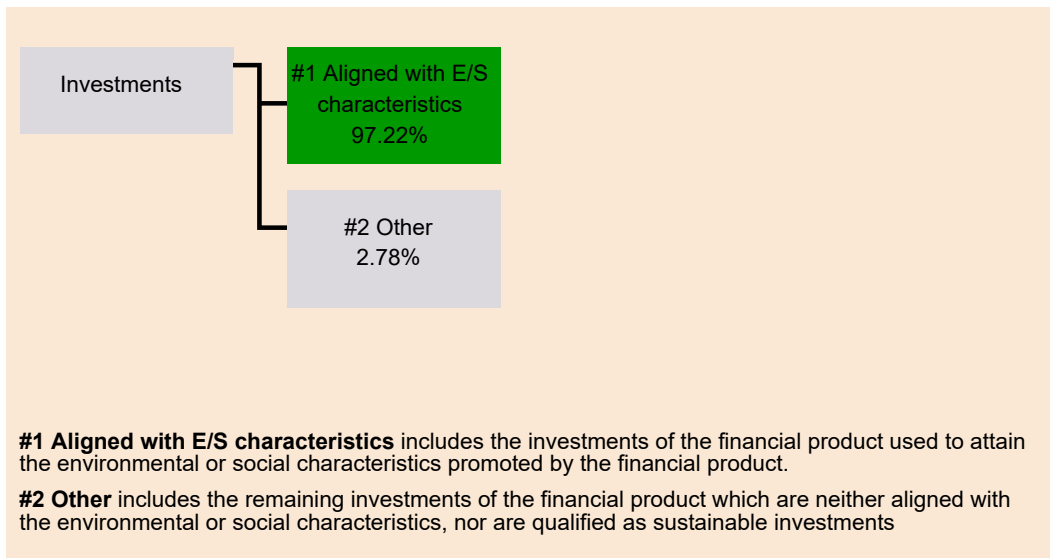 Investments
#1 Aligned with E/S
characteristics
97.22%
#2 Other
2.78%
#1 Aligned with E/S characteristics includes the investments of the financial product used to attain
the environmental or social characteristics promoted by the financial product.
#2 Other includes the remaining investments of the financial product which are neither aligned with
the environmental or social characteristics, nor are qualified as sustainable investments